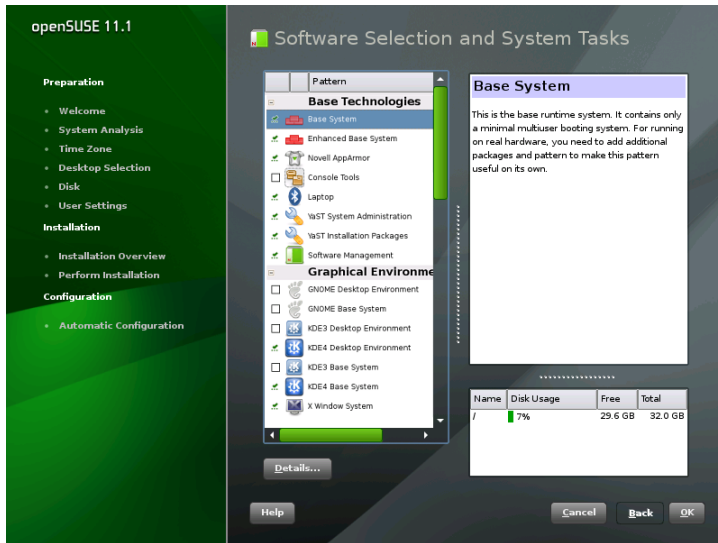 openSUSE 11.1
Preparation
Welcome
System Analysis
Time Zone
Desktop Selection
Disk
User Settings
Installation
Installation Overview
Perform Installation
Configuration
Automatic Configuration
Software Selection and System Tasks
Pattern
Base Technologies
Base System
Enhanced Base System
Novell AppArmor
Console Tools
Laptop
YaST System Administration
YaST Installation Packages
Software Management
Graphical Environme
GNOME Desktop Environment
GNOME Base System
KDE3 Desktop Environment
KDE4 Desktop Environment
KDE3 Base System
KDE4 Base System
X Window System
Details...
Base System
This is the base runtime system. It contains only
a minimal multiuser booting system. For running
on real hardware, you need to add additional
packages and pattern to make this pattern
useful on its own.
Name Disk Usage Free Total
/ 7% 29.6 GB 32.0 GB
Help
Cancel Back OK